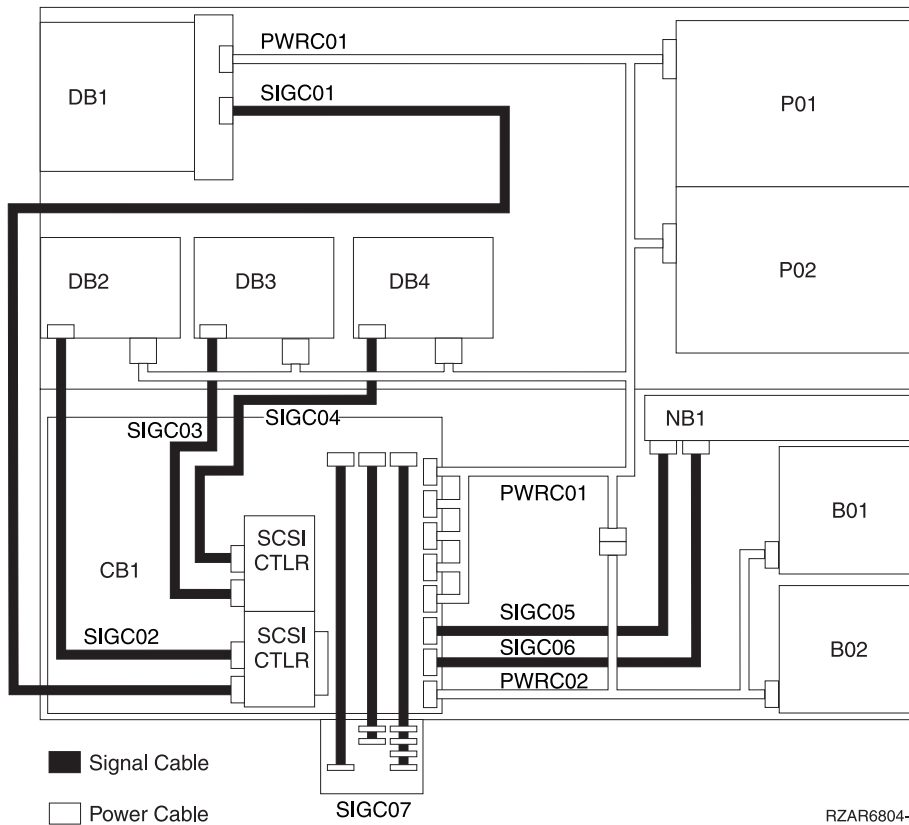 PWRC01
DB1
SIGC01
P01
DB2
DB3
DB4
P02
SIGC04
SIGC03
NB1
PWRC01
B01
SCSI
CTLR
CB1
SIGC05
SIGC02
SCSI
CTLR
SIGC06
B02
PWRC02
Signal Cable
Power Cable
SIGC07
RZAR6804-